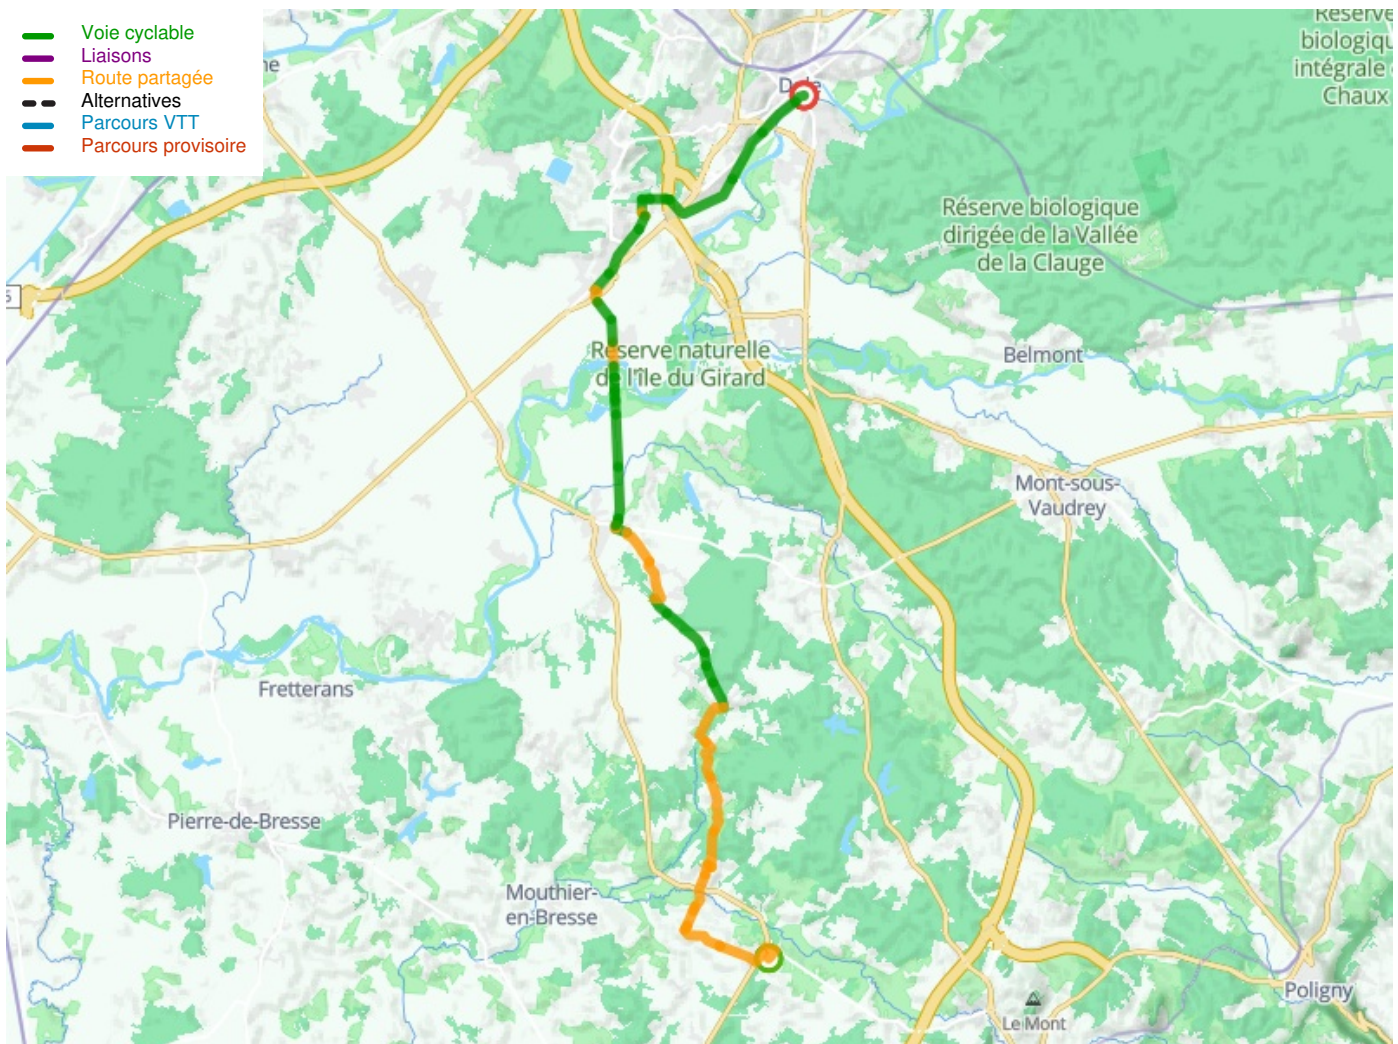 Voie cyclable
Liaisons
Route partagée
Alternatives
Parcours VTT
Parcours provisoire
Réserve
biologique
dirigée de la Vallée
de la Clauge
intégrale
Chaux
Réserve biologique
Belmont
Réserve naturelle
de l'île du Girard
Mont-sous-
Vaudrey
Fretterans
Pierre-de-Bresse
Mouthier-
en-Bresse
Poligny
Le Mont